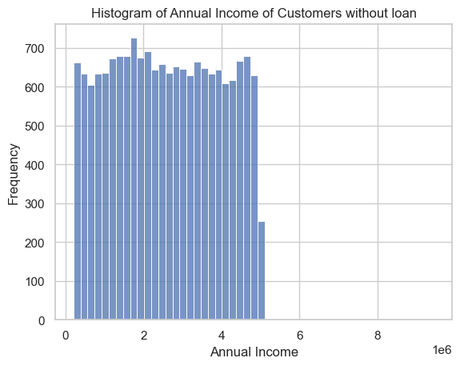 Histogram of Annual Income of Customers without loan
Frequency
700
600
500
400
300
200
100
0
0 2 4 6 8
1e6
Annual Income